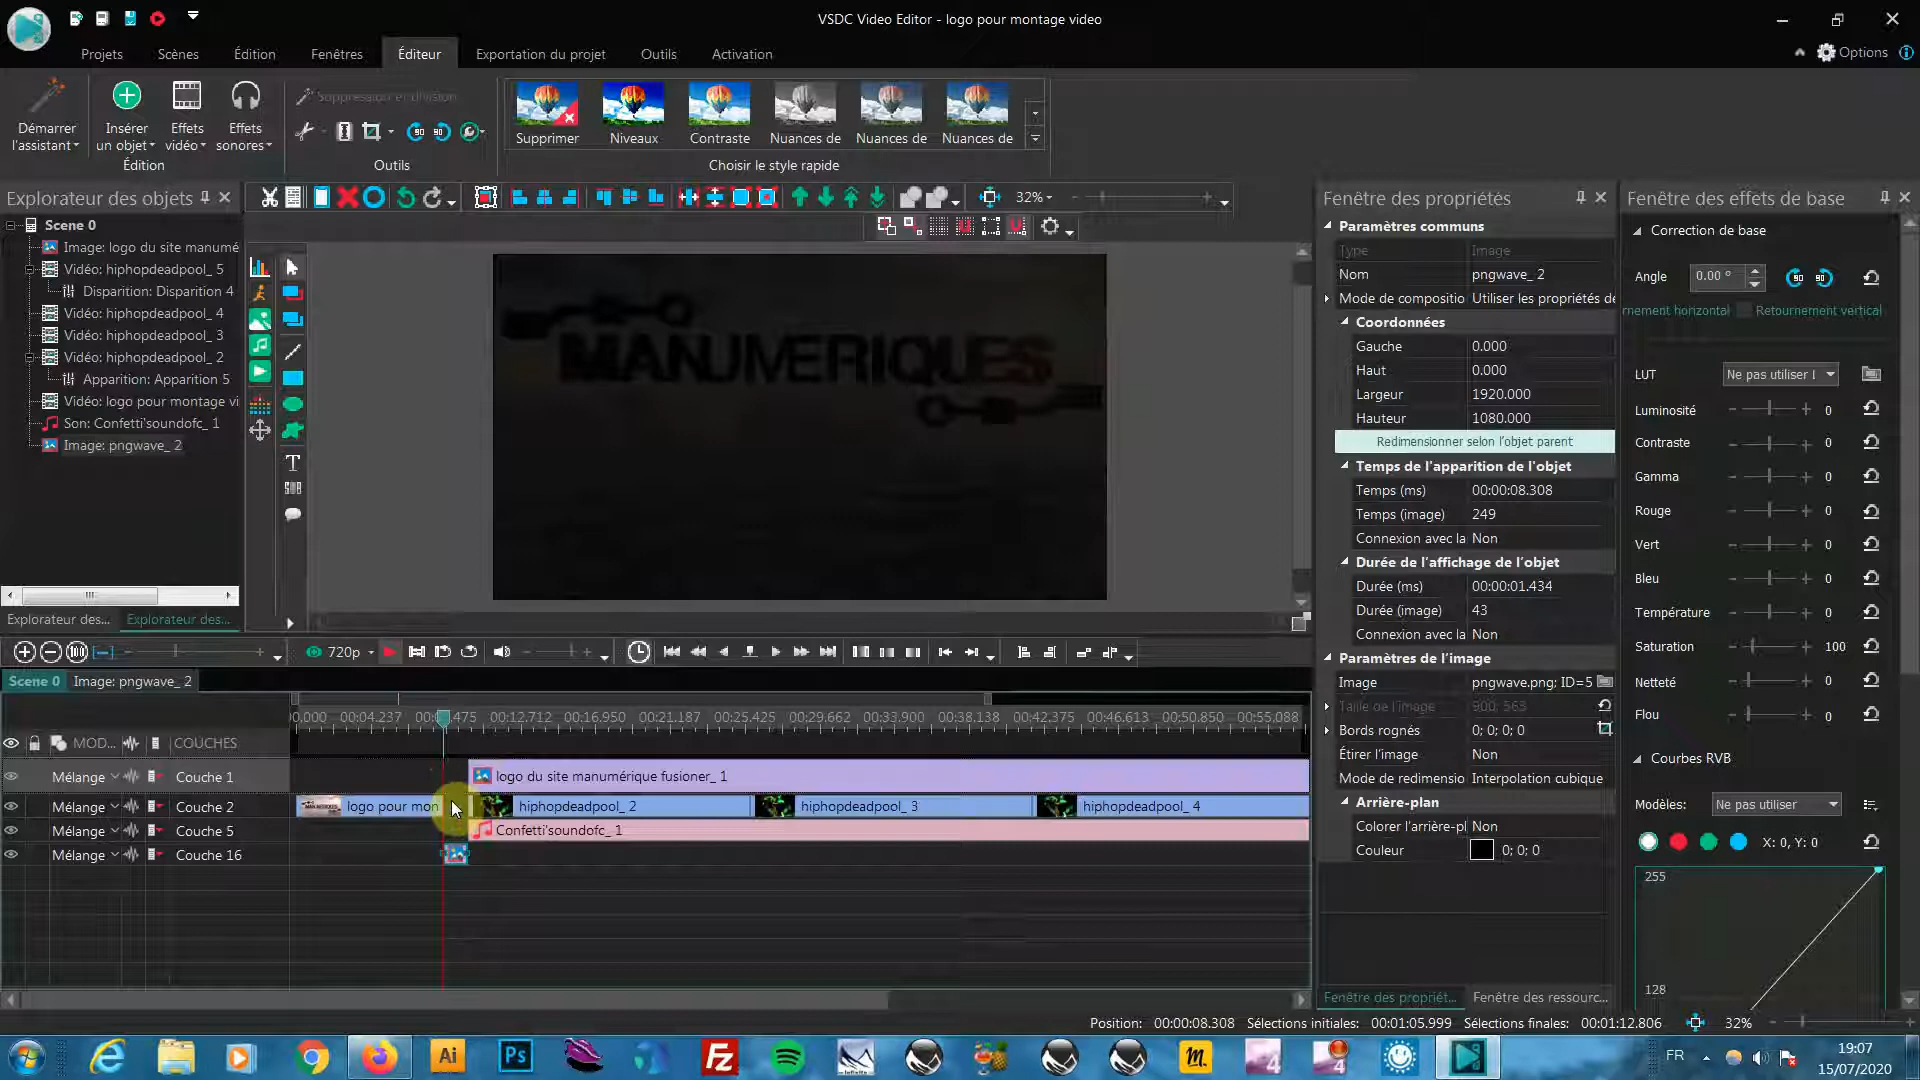 VSDC Video Editor - logo pour montage video
Projets
Scènes
Édition
Fenêtres
Éditeur
Exportation du projet
Outils
Activation
Options
Démarrer
l'assistant
Insérer
un objet
Effets
vidéo
Effets
sonores
Édition
Suppression et division
Outils
Supprimer
Niveaux
Contraste
Nuances de
Nuances de
Nuances de
Choisir le style rapide
Explorateur des objets
Scene 0
Image: logo du site manumé
Vidéo: hiphopdeadpool_ 5
Disparition: Disparition 4
Vidéo: hiphopdeadpool_ 4
Vidéo: hiphopdeadpool_ 3
Vidéo: hiphopdeadpool_ 2
Apparition: Apparition 5
Vidéo: logo pour montage vi
Son: Confetti'soundofc_ 1
Image: pngwave_ 2
Explorateur des...
Explorateur des...
32%
MANUMERIQUES
Fenêtre des propriétés
Paramètres communs
Type Image
Nom pngwave_ 2
Mode de compositio Utiliser les propriétés de
Coordonnées
Gauche 0.000
Haut 0.000
Largeur 1920.000
Hauteur 1080.000
Redimensionner selon l'objet parent
Temps de l'apparition de l'objet
Temps (ms) 00:00:08.308
Temps (image) 249
Connexion avec la Non
Durée de l'affichage de l'objet
Durée (ms) 00:00:01.434
Durée (image) 43
Connexion avec la Non
Paramètres de l'image
Image pngwave.png; ID=5
Taille de l'image 900; 563
Bords rognés 0; 0; 0; 0
Étirer l'image Non
Mode de redimensio Interpolation cubique
Arrière-plan
Colorer l'arrière-pl Non
Couleur 0; 0; 0
Fenêtre des propriét...
Fenêtre des ressourc...
Fenêtre des effets de base
Correction de base
Angle 0.00 °
90 90
rnement horizontal Retournement vertical
LUT Ne pas utiliser l
Luminosité 0
Contraste 0
Gamma 0
Rouge 0
Vert 0
Bleu 0
Température 0
Saturation 100
Netteté 0
Flou 0
Courbes RVB
Modèles: Ne pas utiliser
X: 0, Y: 0
255
128
720p
Scene 0
Image: pngwave_ 2
00:04.237
00:12.712
00:16.950
00:21.187
00:25.425
00:29.662
00:33.900
00:38.138
00:42.375
00:46.613
00:50.850
00:55.088
MOD...
COUCHES
Mélange Couche 1
logo du site manumérique fusioner_ 1
Mélange Couche 2
logo pour mon
hiphopdeadpool_ 2
hiphopdeadpool_ 3
hiphopdeadpool_ 4
Mélange Couche 5
Confetti'soundofc_ 1
Mélange Couche 16
Position: 00:00:08.308 Sélections initiales: 00:01:05.999 Sélections finales: 00:01:12.806 32%
Ai
Ps
Fz
m.
4
4
FR
19:07
15/07/2020